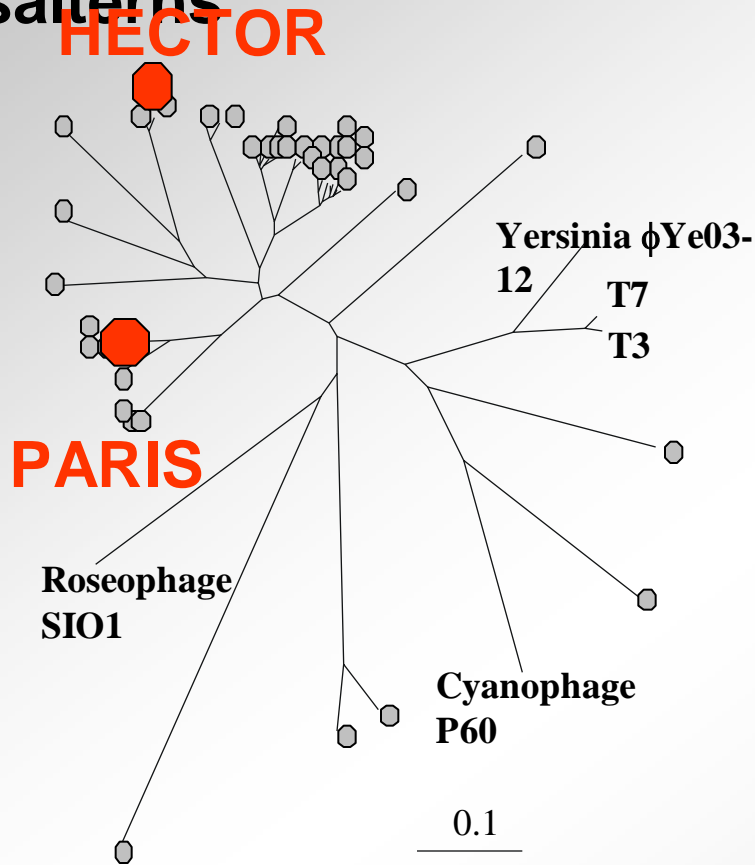 HECTOR
Yersinia ϕYe03-
12
T7
T3
PARIS
Roseophage
SIO1
Cyanophage
P60
0.1